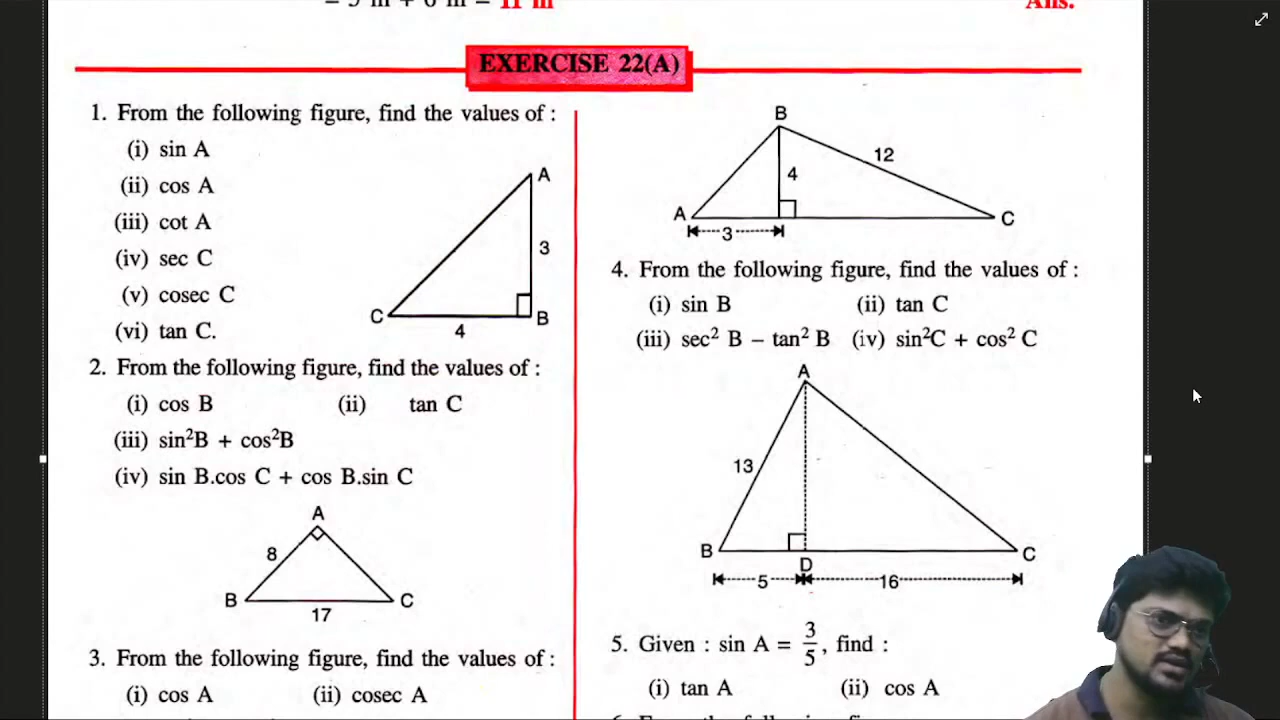 = 5 m + 6 m = 11 m Ans.
EXERCISE 22(A)
1. From the following figure, find the values of :
(i) sin A
(ii) cos A
(iii) cot A
(iv) sec C
(v) cosec C
(vi) tan C.
A
3
C
B
4
2. From the following figure, find the values of :
(i) cos B (ii) tan C
(iii) sin²B + cos²B
(iv) sin B.cos C + cos B.sin C
A
8
B
C
17
3. From the following figure, find the values of :
(i) cos A (ii) cosec A
B
12
4
A
C
3
4. From the following figure, find the values of :
(i) sin B (ii) tan C
(iii) sec² B – tan² B (iv) sin²C + cos² C
A
13
B
C
D
5 16
5. Given : sin A = 3/5, find :
(i) tan A (ii) cos A